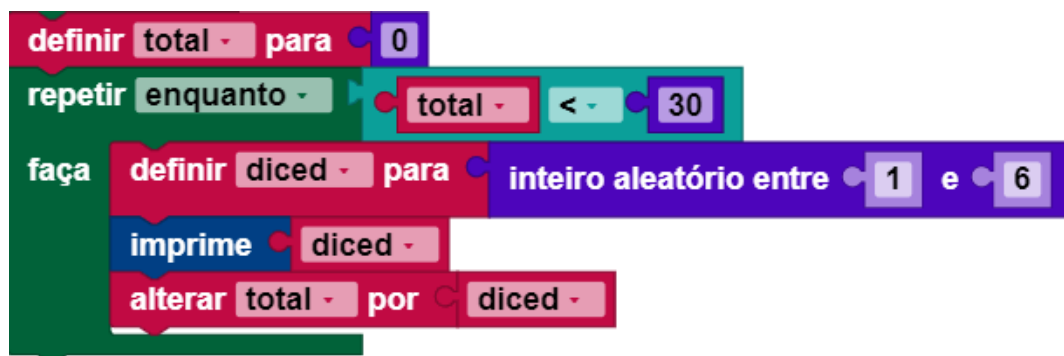 definir total para 0
repetir enquanto total < 30
faça definir diced para inteiro aleatório entre 1 e 6
imprime diced
alterar total por diced